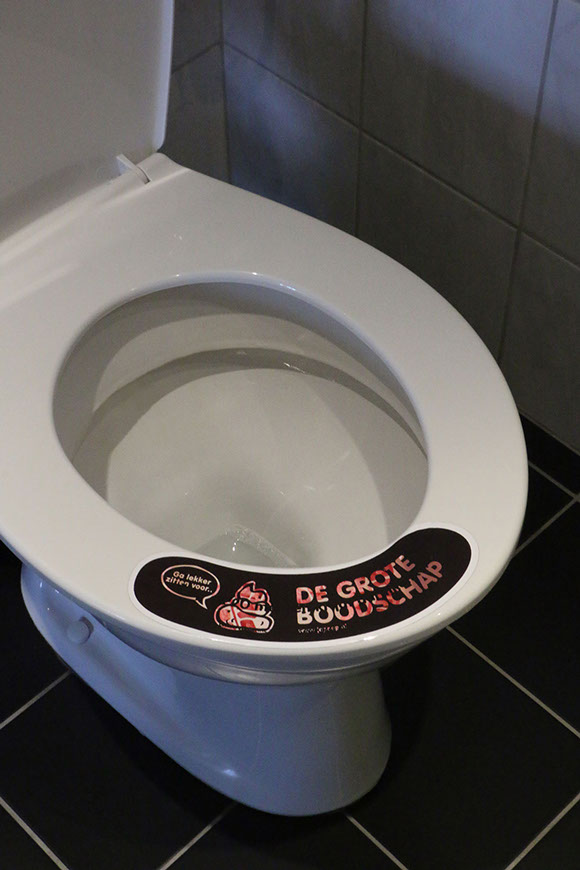 Ga lekker
zitten voor..
DE GROTE
BOODSCHAP